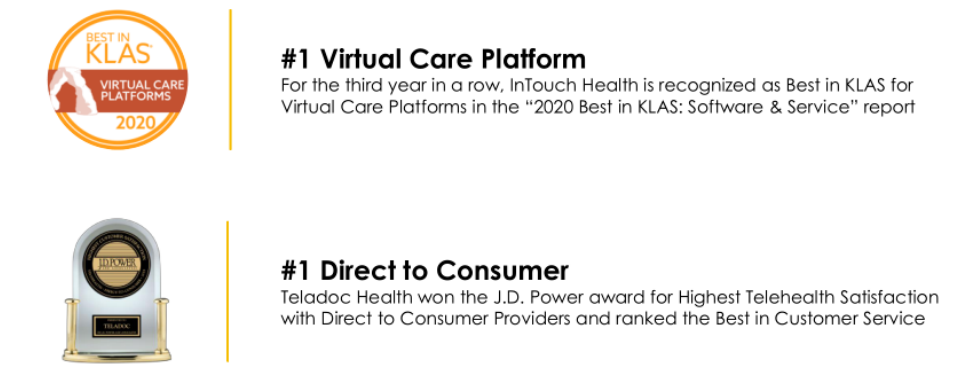 BEST IN
KLAS
VIRTUAL CARE
PLATFORMS
2020
#1 Virtual Care Platform
For the third year in a row, InTouch Health is recognized as Best in KLAS for
Virtual Care Platforms in the “2020 Best in KLAS: Software & Service” report
J.D.POWER
TELADOC
#1 Direct to Consumer
Teladoc Health won the J.D. Power award for Highest Telehealth Satisfaction
with Direct to Consumer Providers and ranked the Best in Customer Service